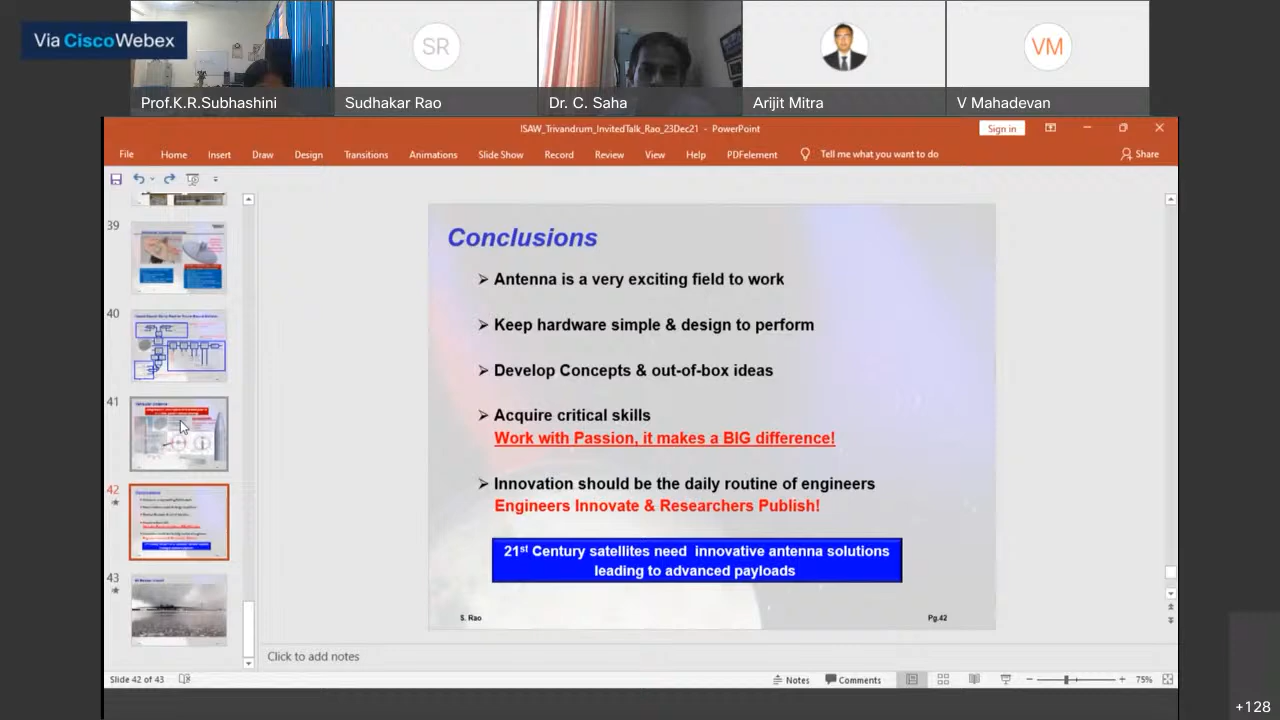 Via Cisco Webex
SR
VM
Prof.K.R.Subhashini
Sudhakar Rao
Dr. C. Saha
Arijit Mitra
V Mahadevan
ISAW_Trivandrum_InvitedTalk_Rao_23Dec21 - PowerPoint
Sign in
File Home Insert Draw Design Transitions Animations Slide Show Record Review View Help PDFelement Tell me what you want to do Share
39
40
41
42
43
Conclusions
Conclusions
➢ Antenna is a very exciting field to work
➢ Keep hardware simple & design to perform
➢ Develop Concepts & out-of-box ideas
➢ Acquire critical skills
Work with Passion, it makes a BIG difference!
➢ Innovation should be the daily routine of engineers
Engineers Innovate & Researchers Publish!
21st Century satellites need innovative antenna solutions
leading to advanced payloads
S. Rao
Pg.42
Click to add notes
Slide 42 of 43
Notes
Comments
75%
+128